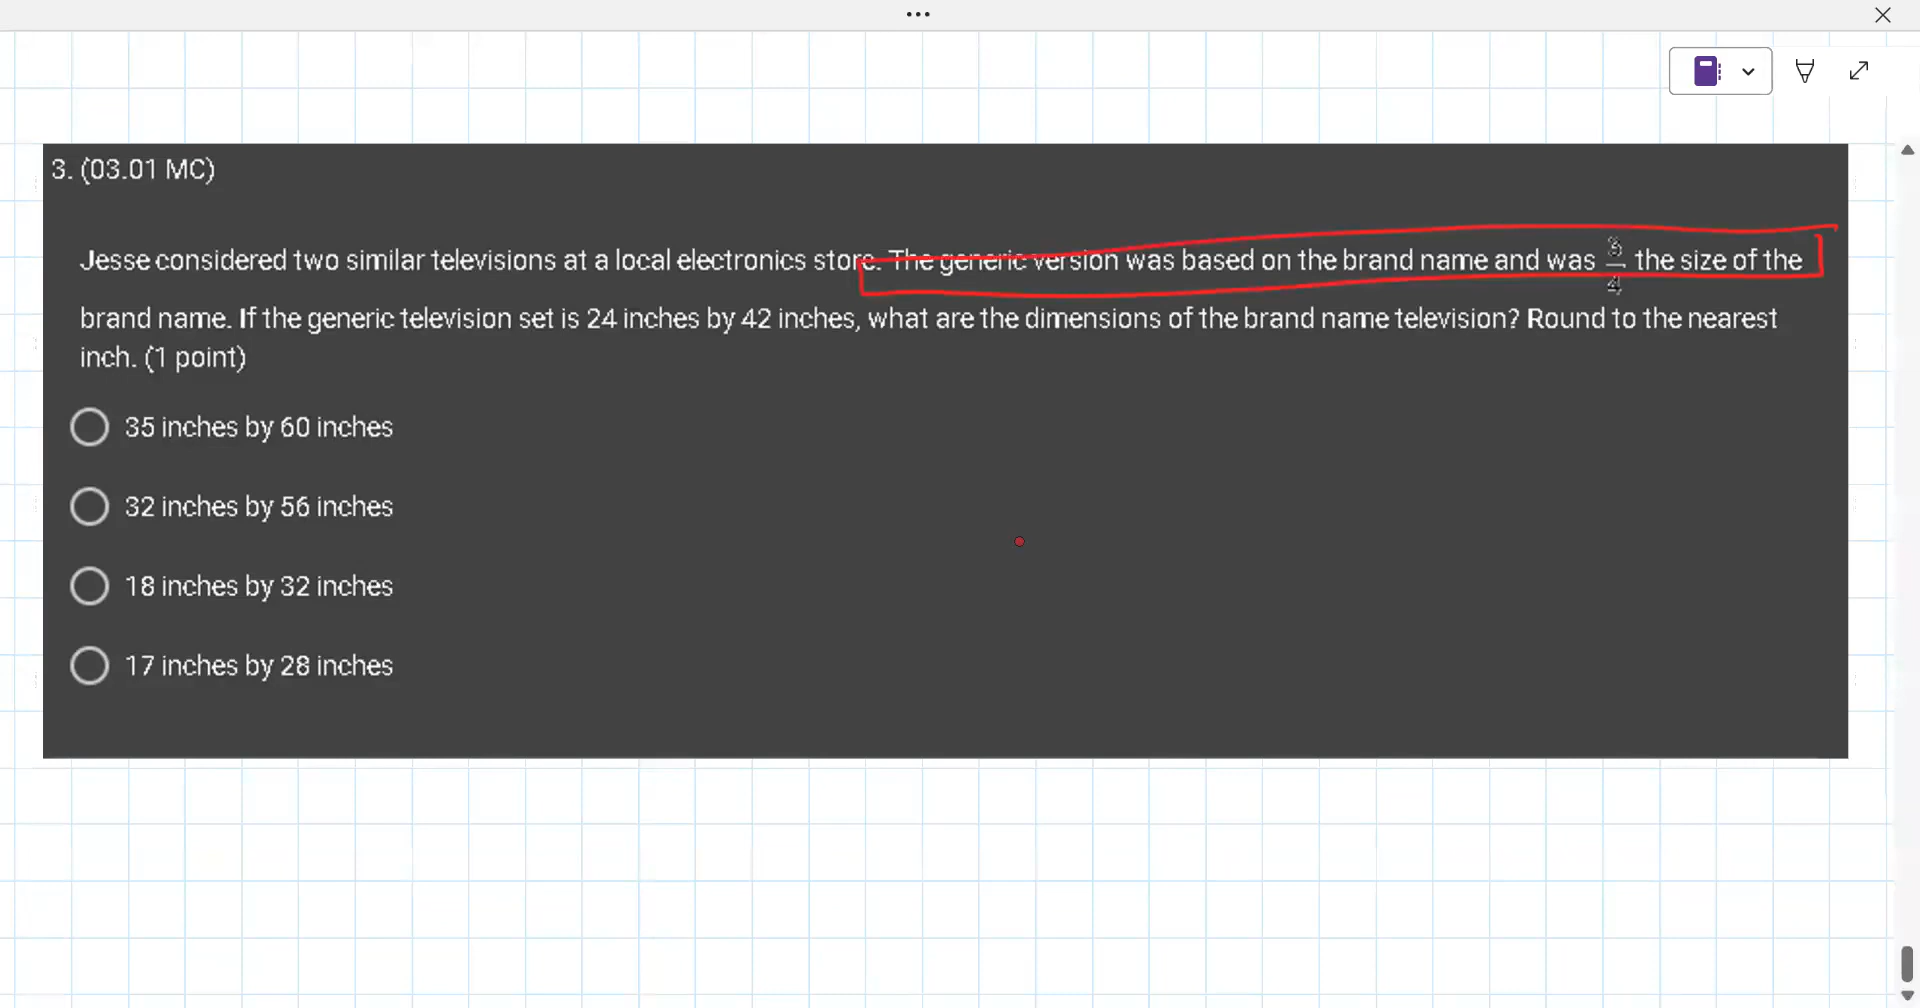 3. (03.01 MC)
Jesse considered two similar televisions at a local electronics store. The generic version was based on the brand name and was 3/4 the size of the
brand name. If the generic television set is 24 inches by 42 inches, what are the dimensions of the brand name television? Round to the nearest
inch. (1 point)
35 inches by 60 inches
32 inches by 56 inches
18 inches by 32 inches
17 inches by 28 inches